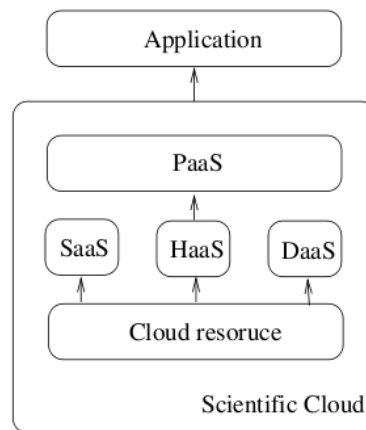 Application
PaaS
SaaS HaaS DaaS
Cloud resoruce
Scientific Cloud